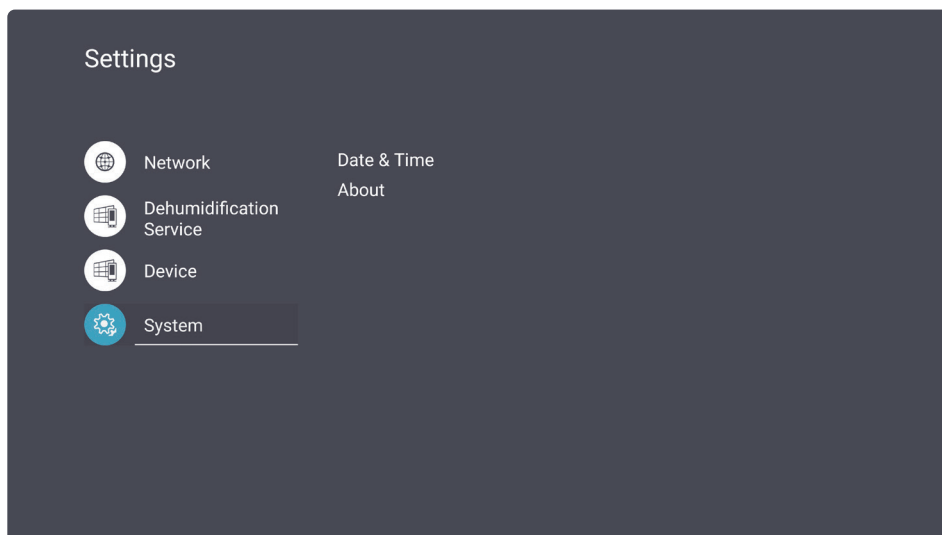 Settings
Network
Dehumidification
Service
Device
System
Date & Time
About